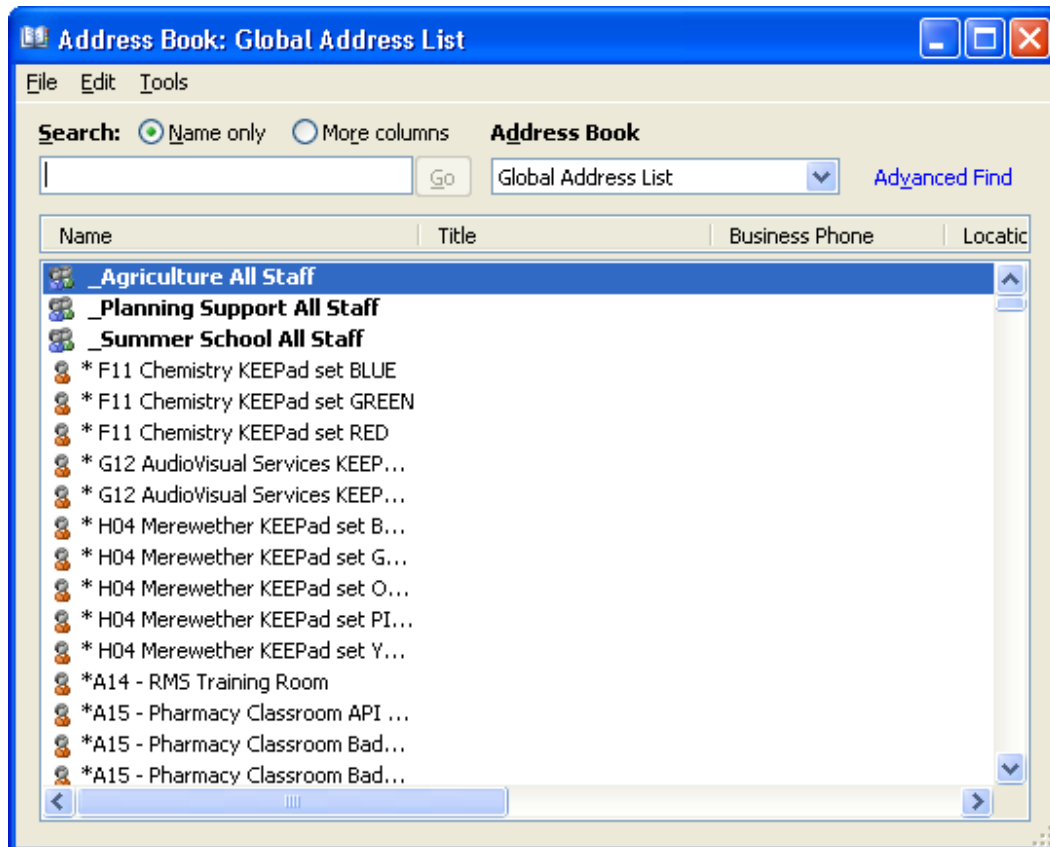 Address Book: Global Address List
File Edit Tools
Search: Name only More columns Address Book
Go Global Address List Advanced Find
Name Title Business Phone Locatic
_Agriculture All Staff
_Planning Support All Staff
_Summer School All Staff
* F11 Chemistry KEEPad set BLUE
* F11 Chemistry KEEPad set GREEN
* F11 Chemistry KEEPad set RED
* G12 AudioVisual Services KEEP...
* G12 AudioVisual Services KEEP...
* H04 Merewether KEEPad set B...
* H04 Merewether KEEPad set G...
* H04 Merewether KEEPad set O...
* H04 Merewether KEEPad set PI...
* H04 Merewether KEEPad set Y...
*A14 - RMS Training Room
*A15 - Pharmacy Classroom API ...
*A15 - Pharmacy Classroom Bad...
*A15 - Pharmacy Classroom Bad...